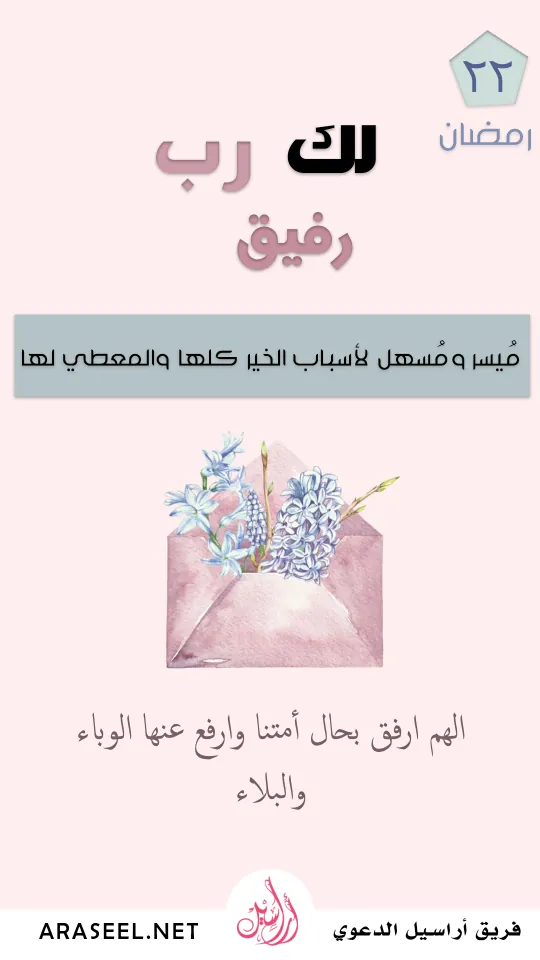 ٢٢
رمضان
لك رب
رفيق
مُيسر ومُسهل لأسباب الخير كلها والمعطي لها
الهم ارفق بحال أمتنا وارفع عنها الوباء
والبلاء
أراسيل
فريق أراسيل الدعوي
ARASEEL.NET